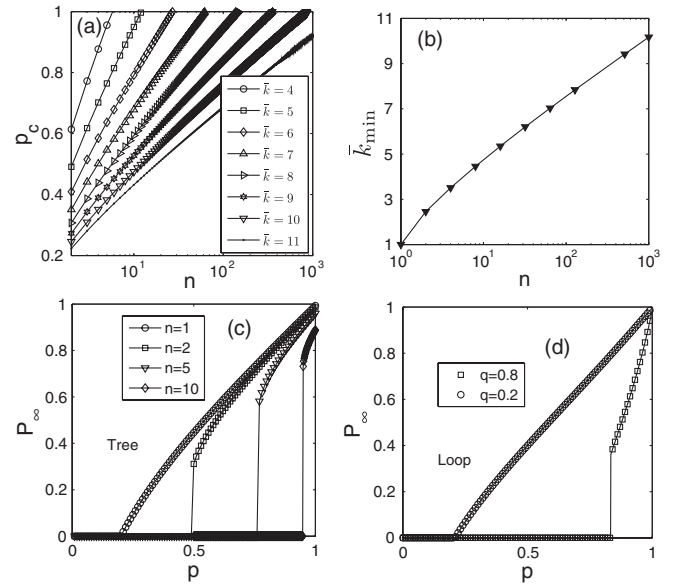 (a)
1
0.8
0.6
0.4
0.2
p_c
10^1
10^2
10^3
n
k̄ = 4
k̄ = 5
k̄ = 6
k̄ = 7
k̄ = 8
k̄ = 9
k̄ = 10
k̄ = 11
(b)
11
9
7
5
3
1
k̄_min
10^0
10^1
10^2
10^3
n
(c)
1
0.8
0.6
0.4
0.2
0
P_∞
n=1
n=2
n=5
n=10
Tree
0
0.5
1
p
(d)
1
0.8
0.6
0.4
0.2
0
P_∞
q=0.8
q=0.2
Loop
0
0.5
1
p